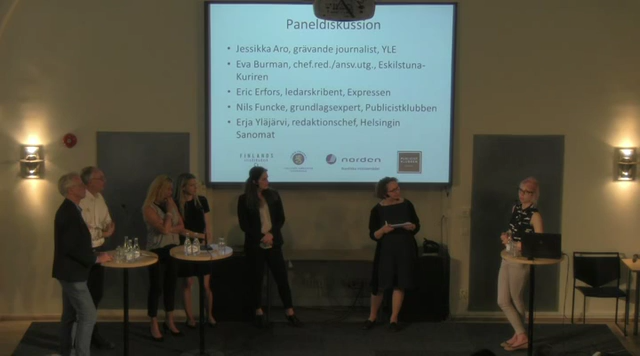 Paneldiskussion
• Jessikka Aro, grävande journalist, YLE
• Eva Burman, chef.red./ansv.utg., Eskilstuna-
Kuriren
• Eric Erfors, ledarskribent, Expressen
• Nils Funcke, grundlagsexpert, Publicistklubben
• Erja Yläjärvi, redaktionschef, Helsingin
Sanomat
FINLANDS
norden